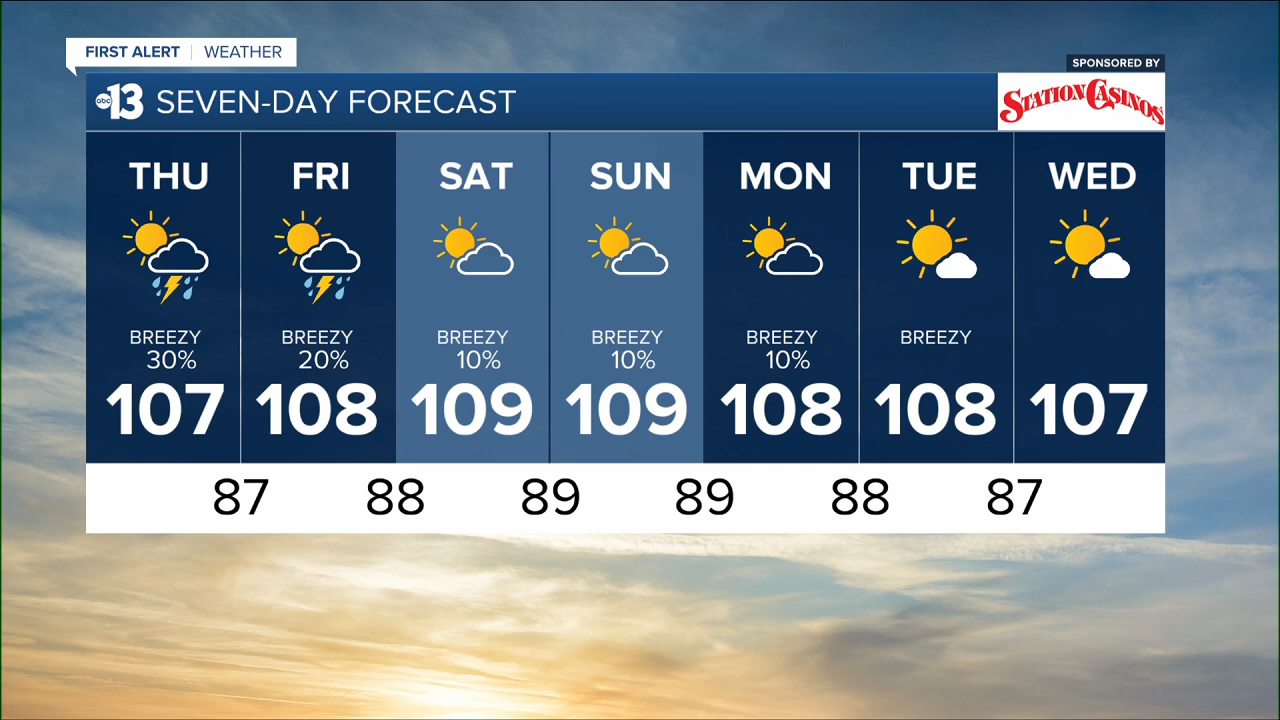 FIRST ALERT | WEATHER
SPONSORED BY
abc 13 SEVEN-DAY FORECAST
STATION CASINOS
THU FRI SAT SUN MON TUE WED
BREEZY BREEZY BREEZY BREEZY BREEZY BREEZY
30% 20% 10% 10% 10%
107 108 109 109 108 108 107
87 88 89 89 88 87